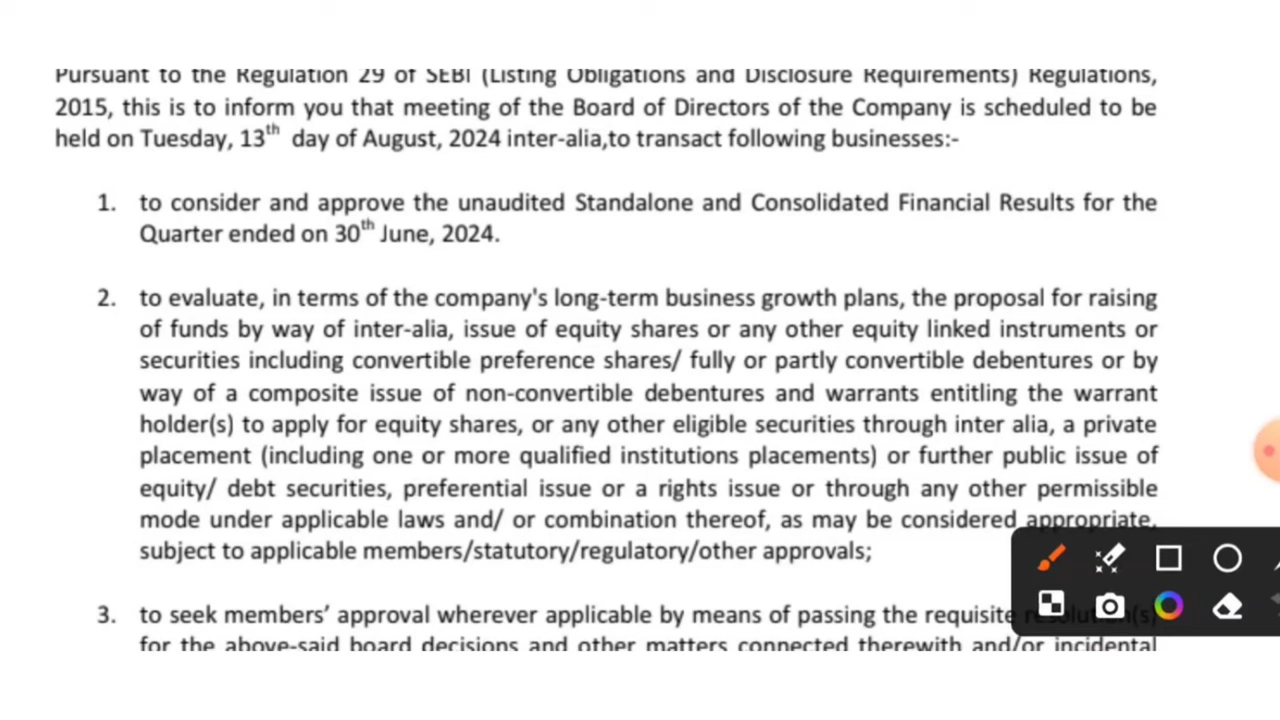 Pursuant to the Regulation 29 of SEBI (Listing Obligations and Disclosure Requirements) Regulations,
2015, this is to inform you that meeting of the Board of Directors of the Company is scheduled to be
held on Tuesday, 13th day of August, 2024 inter-alia,to transact following businesses:-
1. to consider and approve the unaudited Standalone and Consolidated Financial Results for the
Quarter ended on 30th June, 2024.
2. to evaluate, in terms of the company's long-term business growth plans, the proposal for raising
of funds by way of inter-alia, issue of equity shares or any other equity linked instruments or
securities including convertible preference shares/ fully or partly convertible debentures or by
way of a composite issue of non-convertible debentures and warrants entitling the warrant
holder(s) to apply for equity shares, or any other eligible securities through inter alia, a private
placement (including one or more qualified institutions placements) or further public issue of
equity/ debt securities, preferential issue or a rights issue or through any other permissible
mode under applicable laws and/ or combination thereof, as may be considered appropriate,
subject to applicable members/statutory/regulatory/other approvals;
3. to seek members' approval wherever applicable by means of passing the requisite resolution(s)
for the above-said board decisions and other matters connected therewith and/or incidental